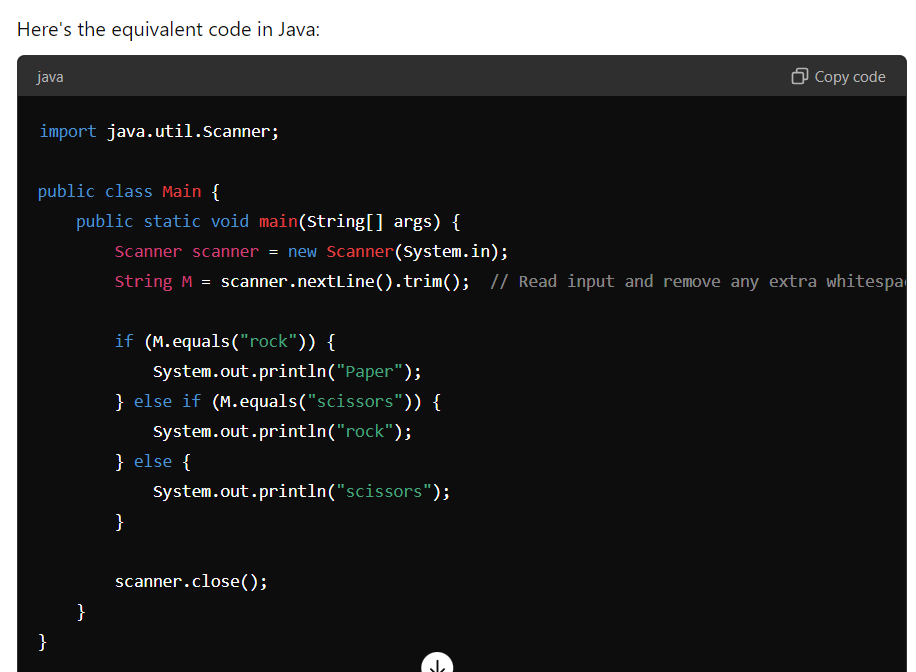 Here's the equivalent code in Java:
java
Copy code
import java.util.Scanner;
public class Main {
public static void main(String[] args) {
Scanner scanner = new Scanner(System.in);
String M = scanner.nextLine().trim();  // Read input and remove any extra whitespa
if (M.equals("rock")) {
System.out.println("Paper");
} else if (M.equals("scissors")) {
System.out.println("rock");
} else {
System.out.println("scissors");
}
scanner.close();
}
}